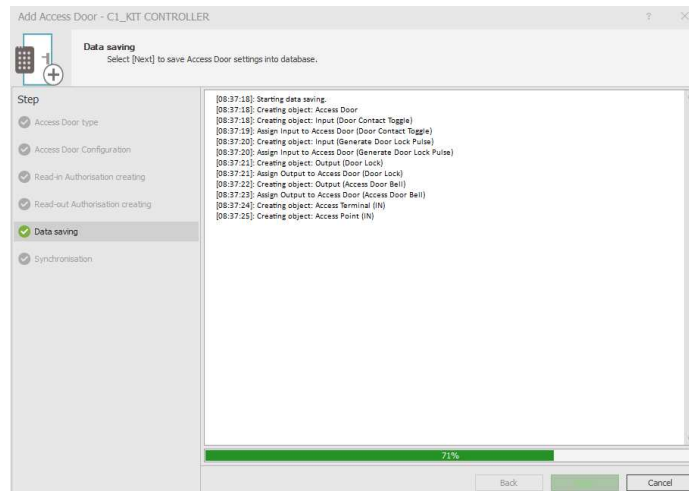 Add Access Door - C1_KIT CONTROLLER
?
Data saving
Select [Next] to save Access Door settings into database.
Step
Access Door type
Access Door Configuration
Read-in Authorisation creating
Read-out Authorisation creating
Data saving
Synchronisation
[08:37:18]: Starting data saving.
[08:37:18]: Creating object: Access Door
[08:37:18]: Creating object: Input (Door Contact Toggle)
[08:37:19]: Assign Input to Access Door (Door Contact Toggle)
[08:37:20]: Creating object: Input (Generate Door Lock Pulse)
[08:37:20]: Assign Input to Access Door (Generate Door Lock Pulse)
[08:37:21]: Creating object: Output (Door Lock)
[08:37:21]: Assign Output to Access Door (Door Lock)
[08:37:22]: Creating object: Output (Access Door Bell)
[08:37:23]: Assign Output to Access Door (Access Door Bell)
[08:37:24]: Creating object: Access Terminal (IN)
[08:37:25]: Creating object: Access Point (IN)
71%
Back
Cancel